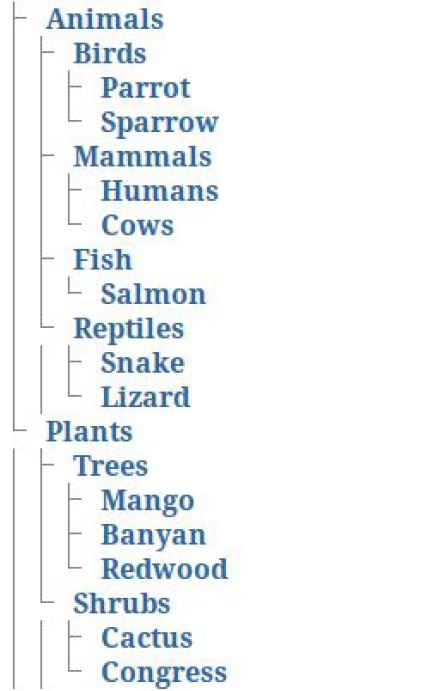 Animals
Birds
Parrot
Sparrow
Mammals
Humans
Cows
Fish
Salmon
Reptiles
Snake
Lizard
Plants
Trees
Mango
Banyan
Redwood
Shrubs
Cactus
Congress